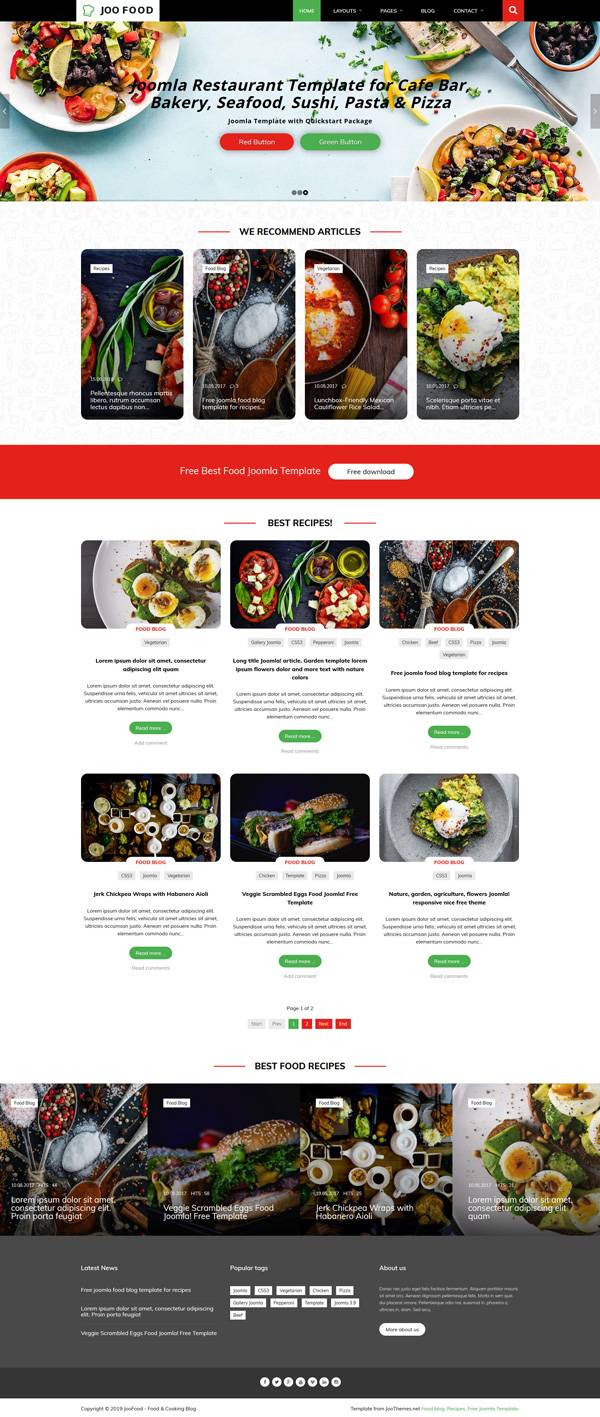 JOO FOOD
HOME LAYOUTS PAGES BLOG CONTACT
Joomla Restaurant Template for Cafe Bar,
Bakery, Seafood, Sushi, Pasta & Pizza
Joomla Template with Quickstart Package
Red Button Green Button
WE RECOMMEND ARTICLES
Recipes Food Blog Vegetarian Recipes
15.05.2017
Pellentesque rhoncus mattis
libero, rutrum accumsan
lectus dapibus non...
10.05.2017 3
Free joomla food blog
template for recipes...
10.05.2017
Lunchbox-Friendly Mexican
Cauliflower Rice Salad...
10.05.2017
Scelerisque porta vitae et
nibh. Etiam ultricies pe...
Free Best Food Joomla Template Free download
BEST RECIPES!
FOOD BLOG
Vegetarian
Lorem ipsum dolor sit amet, consectetur
adipiscing elit quam
Lorem ipsum dolor sit amet, consectetur adipiscing elit.
Suspendisse urna felis, vehicula sit amet ultricies sit amet,
ultricies accumsan justo. Aenean vel posuere nulla. Proin
elementum commodo nunc...
Read more ...
Add comment
FOOD BLOG
Gallery Joomla CSS3 Pepperoni Joomla
Long title Joomla article. Garden template lorem
ipsum flowers dolor and more text with nature
colors
Lorem ipsum dolor sit amet, consectetur adipiscing elit.
Suspendisse urna felis, vehicula sit amet ultricies sit amet,
ultricies accumsan justo. Aenean vel posuere nulla. Proin
elementum commodo nunc...
Read more ...
Read comments
FOOD BLOG
Chicken Beef CSS3 Pizza Joomla
Vegetarian
Free joomla food blog template for recipes
Lorem ipsum dolor sit amet, consectetur adipiscing elit.
Suspendisse urna felis, vehicula sit amet ultricies sit amet,
ultricies accumsan justo. Aenean vel posuere nulla. Proin
elementum commodo nunc...
Read more ...
Read comments
FOOD BLOG
CSS3 Joomla Vegetarian
Jerk Chickpea Wraps with Habanero Aioli
Lorem ipsum dolor sit amet, consectetur adipiscing elit.
Suspendisse urna felis, vehicula sit amet ultricies sit amet,
ultricies accumsan justo. Aenean vel posuere nulla. Proin
elementum commodo nunc...
Read more ...
Read comments
FOOD BLOG
Chicken Template Pizza Joomla
Veggie Scrambled Eggs Food Joomla! Free
Template
Lorem ipsum dolor sit amet, consectetur adipiscing elit.
Suspendisse urna felis, vehicula sit amet ultricies sit amet,
ultricies accumsan justo. Aenean vel posuere nulla. Proin
elementum commodo nunc...
Read more ...
Add comment
FOOD BLOG
CSS3 Joomla
Nature, garden, agriculture, flowers Joomla!
responsive nice free theme
Lorem ipsum dolor sit amet, consectetur adipiscing elit.
Suspendisse urna felis, vehicula sit amet ultricies sit amet,
ultricies accumsan justo. Aenean vel posuere nulla. Proin
elementum commodo nunc...
Read more ...
Read comments
Page 1 of 2
Start Prev 1 2 Next End
BEST FOOD RECIPES
Food Blog Food Blog Food Blog Food Blog
10.05.2017 HITS: 44
Lorem ipsum dolor sit amet,
consectetur adipiscing elit.
Proin porta feugiat
10.05.2017 HITS: 58
Veggie Scrambled Eggs Food
Joomla! Free Template
10.05.2017 HITS: 25
Jerk Chickpea Wraps with
Habanero Aioli
10.05.2017 HITS: 21
Lorem ipsum dolor sit amet,
consectetur adipiscing elit
quam
Latest News
Free joomla food blog template for recipes
Lorem ipsum dolor sit amet, consectetur adipiscing
elit. Proin porta feugiat
Veggie Scrambled Eggs Food Joomla! Free Template
Popular tags
Joomla CSS3 Vegetarian Chicken Pizza
Gallery Joomla Pepperoni Template Joomla 3.9
Beef
About us
Donec nec justo eget felis facilisis fermentum. Aliquam porttitor mauris
sit amet orci. Aenean dignissim pellentesque felis. Morbi in sem quis
dui placerat ornare. Pellentesque odio nisi, euismod in, pharetra a,
ultricies in, diam. Sed arcu.
More about us
Copyright © 2019 JooFood - Food & Cooking Blog
Template from JooThemes.net Food blog, Recipes, Free Joomla Template.